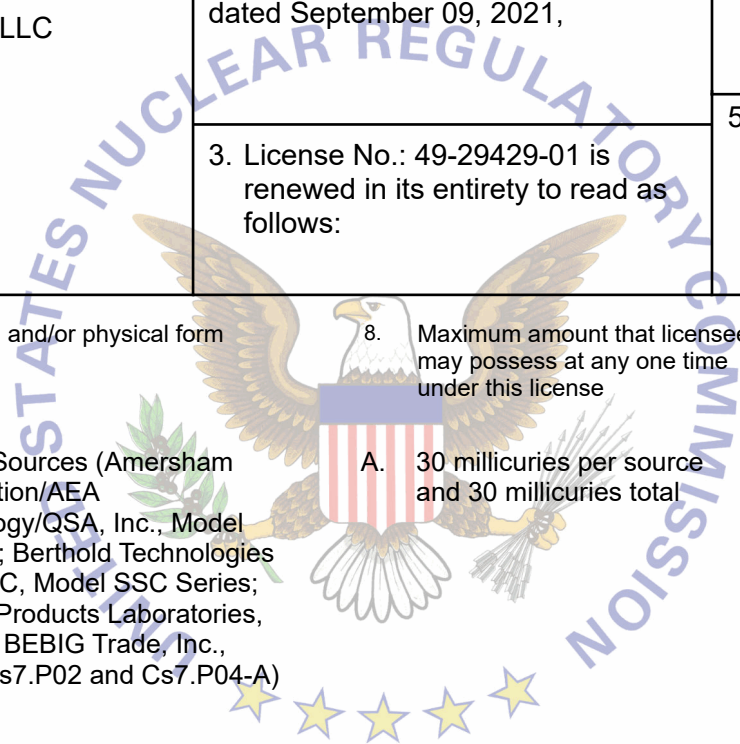 LLC
dated September 09, 2021,
5
3. License No.: 49-29429-01 is
renewed in its entirety to read as
follows:
and/or physical form
8. Maximum amount that licensee
may possess at any one time
under this license
Sources (Amersham
tion/AEA
ogy/QSA, Inc., Model
; Berthold Technologies
C, Model SSC Series;
Products Laboratories,
BEBIG Trade, Inc.,
s7.P02 and Cs7.P04-A)
A. 30 millicuries per source
and 30 millicuries total
UNITED STATES NUCLEAR REGULATORY COMMISSION